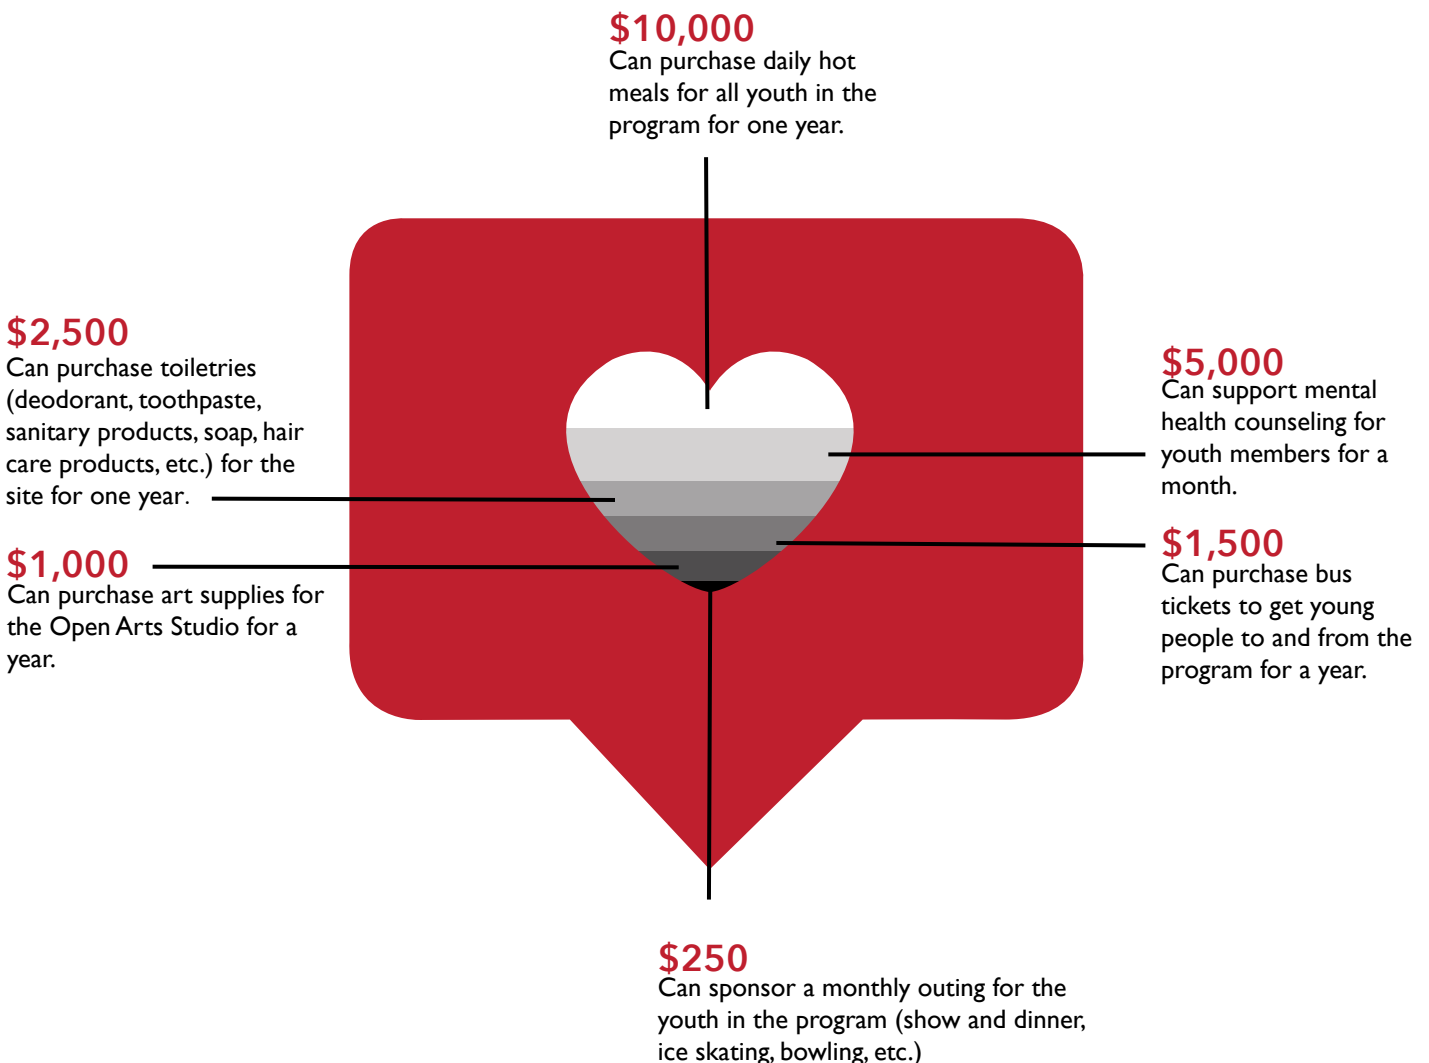 $10,000
Can purchase daily hot
meals for all youth in the
program for one year.
$2,500
Can purchase toiletries
(deodorant, toothpaste,
sanitary products, soap, hair
care products, etc.) for the
site for one year.
$5,000
Can support mental
health counseling for
youth members for a
month.
$1,000
Can purchase art supplies for
the Open Arts Studio for a
year.
$1,500
Can purchase bus
tickets to get young
people to and from the
program for a year.
$250
Can sponsor a monthly outing for the
youth in the program (show and dinner,
ice skating, bowling, etc.)